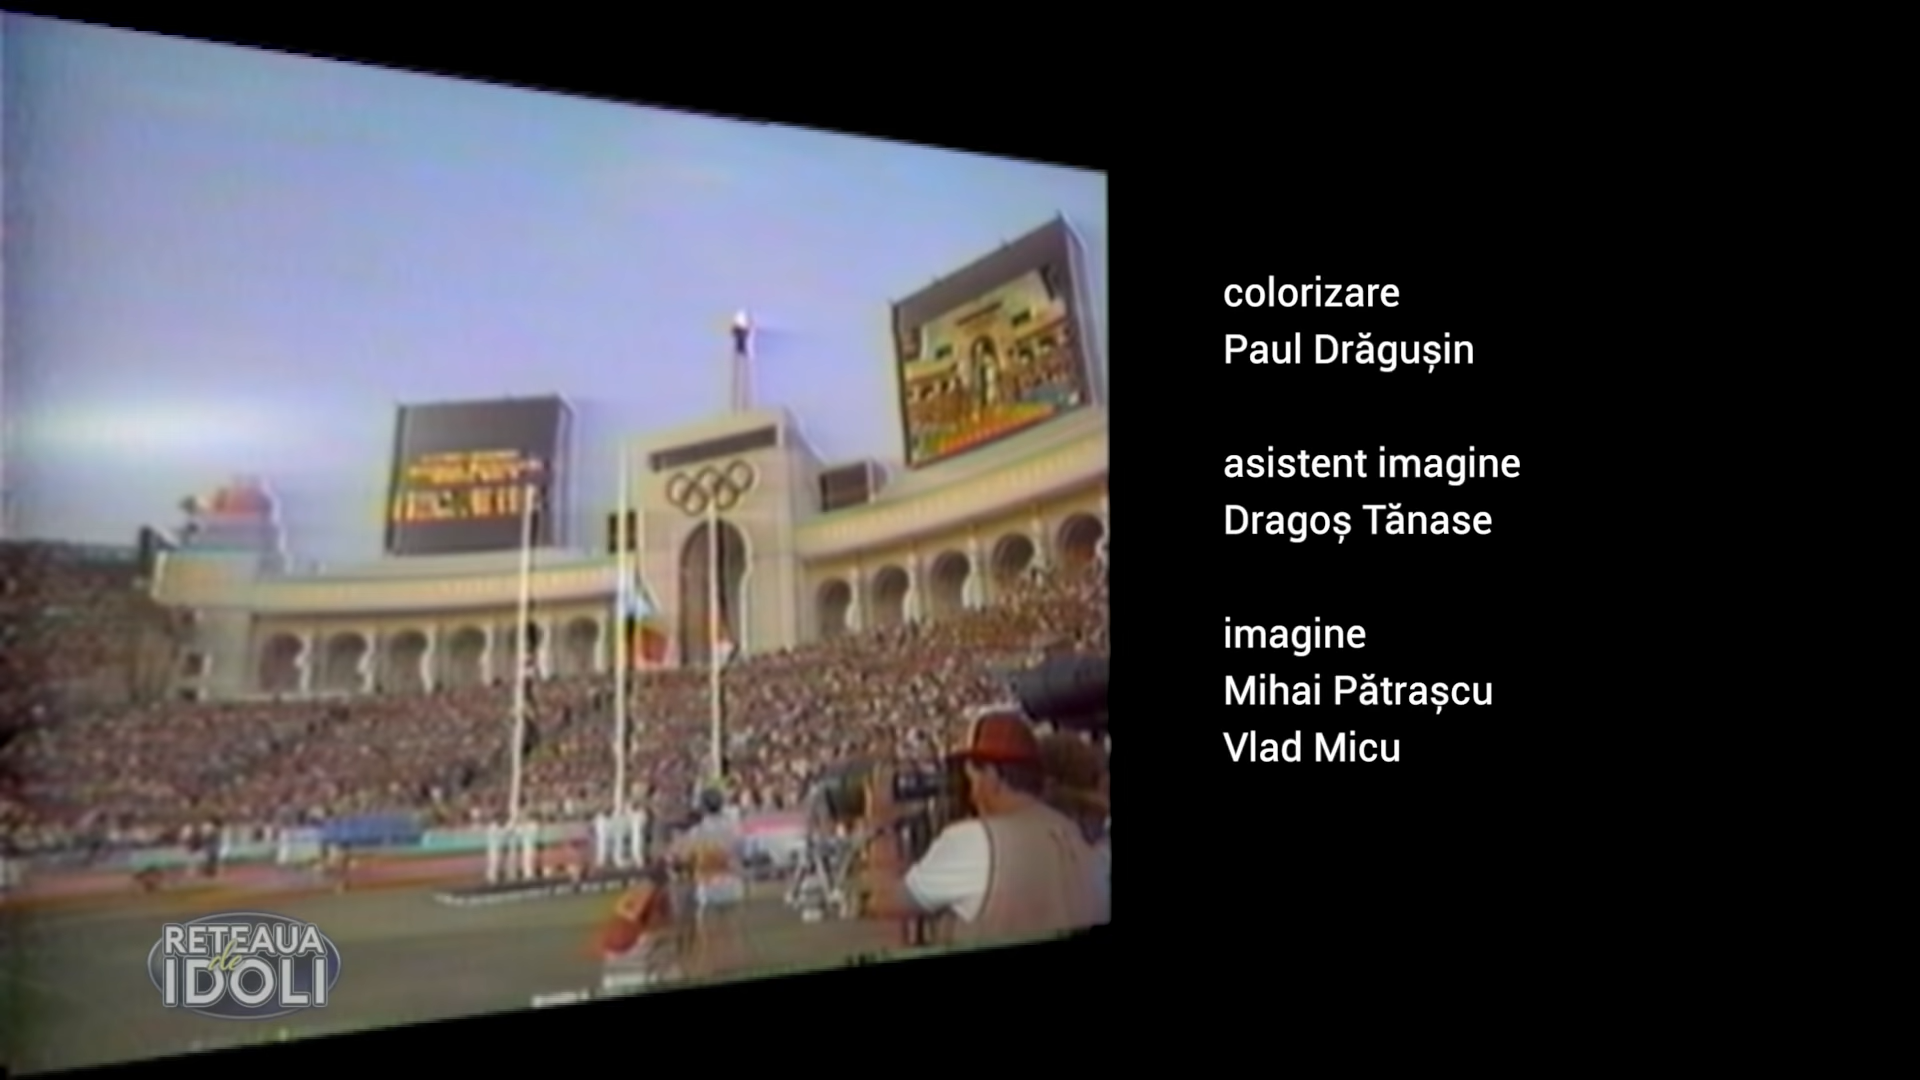 colorizare
Paul Drăgușin
asistent imagine
Dragoș Tănase
imagine
Mihai Pătrașcu
Vlad Micu
RETEAUA
de
IDOLI